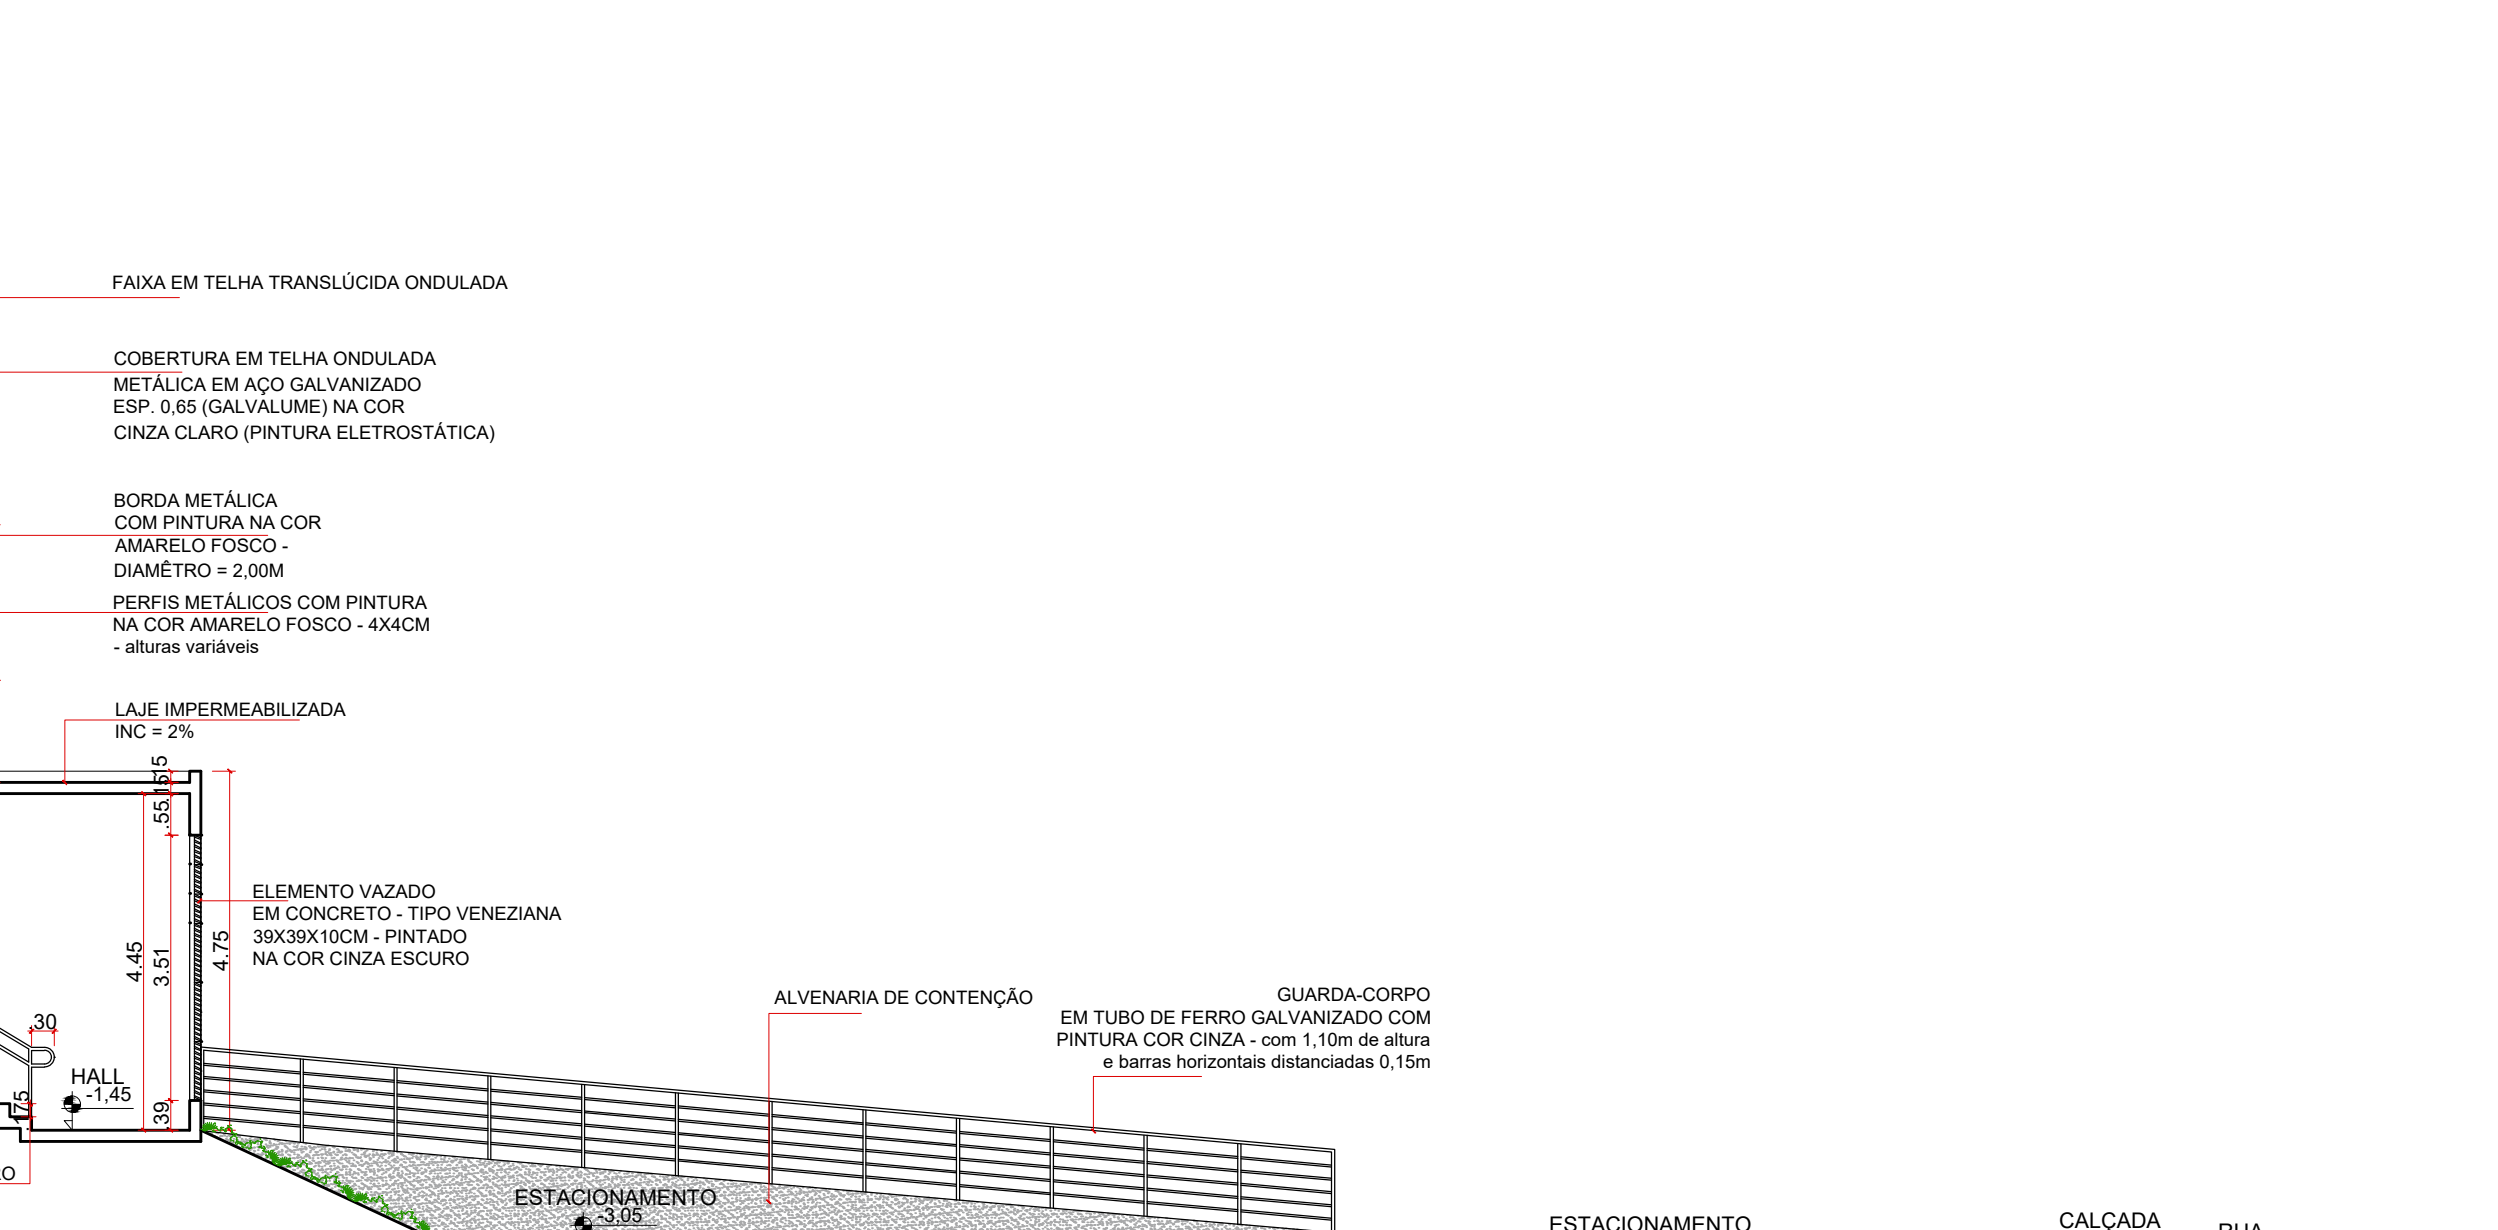 FAIXA EM TELHA TRANSLÚCIDA ONDULADA
COBERTURA EM TELHA ONDULADA
METÁLICA EM AÇO GALVANIZADO
ESP. 0,65 (GALVALUME) NA COR
CINZA CLARO (PINTURA ELETROSTÁTICA)
BORDA METÁLICA
COM PINTURA NA COR
AMARELO FOSCO -
DIAMÊTRO = 2,00M
PERFIS METÁLICOS COM PINTURA
NA COR AMARELO FOSCO - 4X4CM
- alturas variáveis
LAJE IMPERMEABILIZADA
INC = 2%
.15
.15
.55
4.45
3.51
4.75
.39
ELEMENTO VAZADO
EM CONCRETO - TIPO VENEZIANA
39X39X10CM - PINTADO
NA COR CINZA ESCURO
ALVENARIA DE CONTENÇÃO
GUARDA-CORPO
EM TUBO DE FERRO GALVANIZADO COM
PINTURA COR CINZA - com 1,10m de altura
e barras horizontais distanciadas 0,15m
.30
HALL
-1,45
.175
ESTACIONAMENTO
-3,05
ESTACIONAMENTO
CALÇADA
RUA